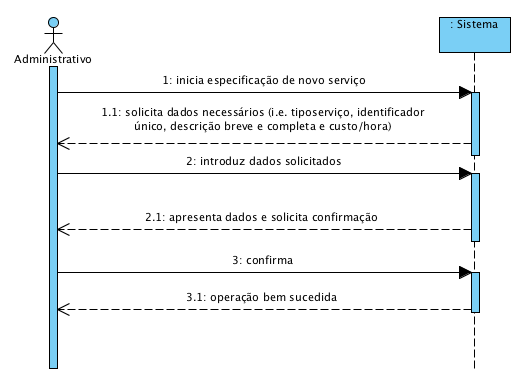 : Sistema
Administrativo
1: inicia especificação de novo serviço
1.1: solicita dados necessários (i.e. tiposerviço, identificador
único, descrição breve e completa e custo/hora)
2: introduz dados solicitados
2.1: apresenta dados e solicita confirmação
3: confirma
3.1: operação bem sucedida